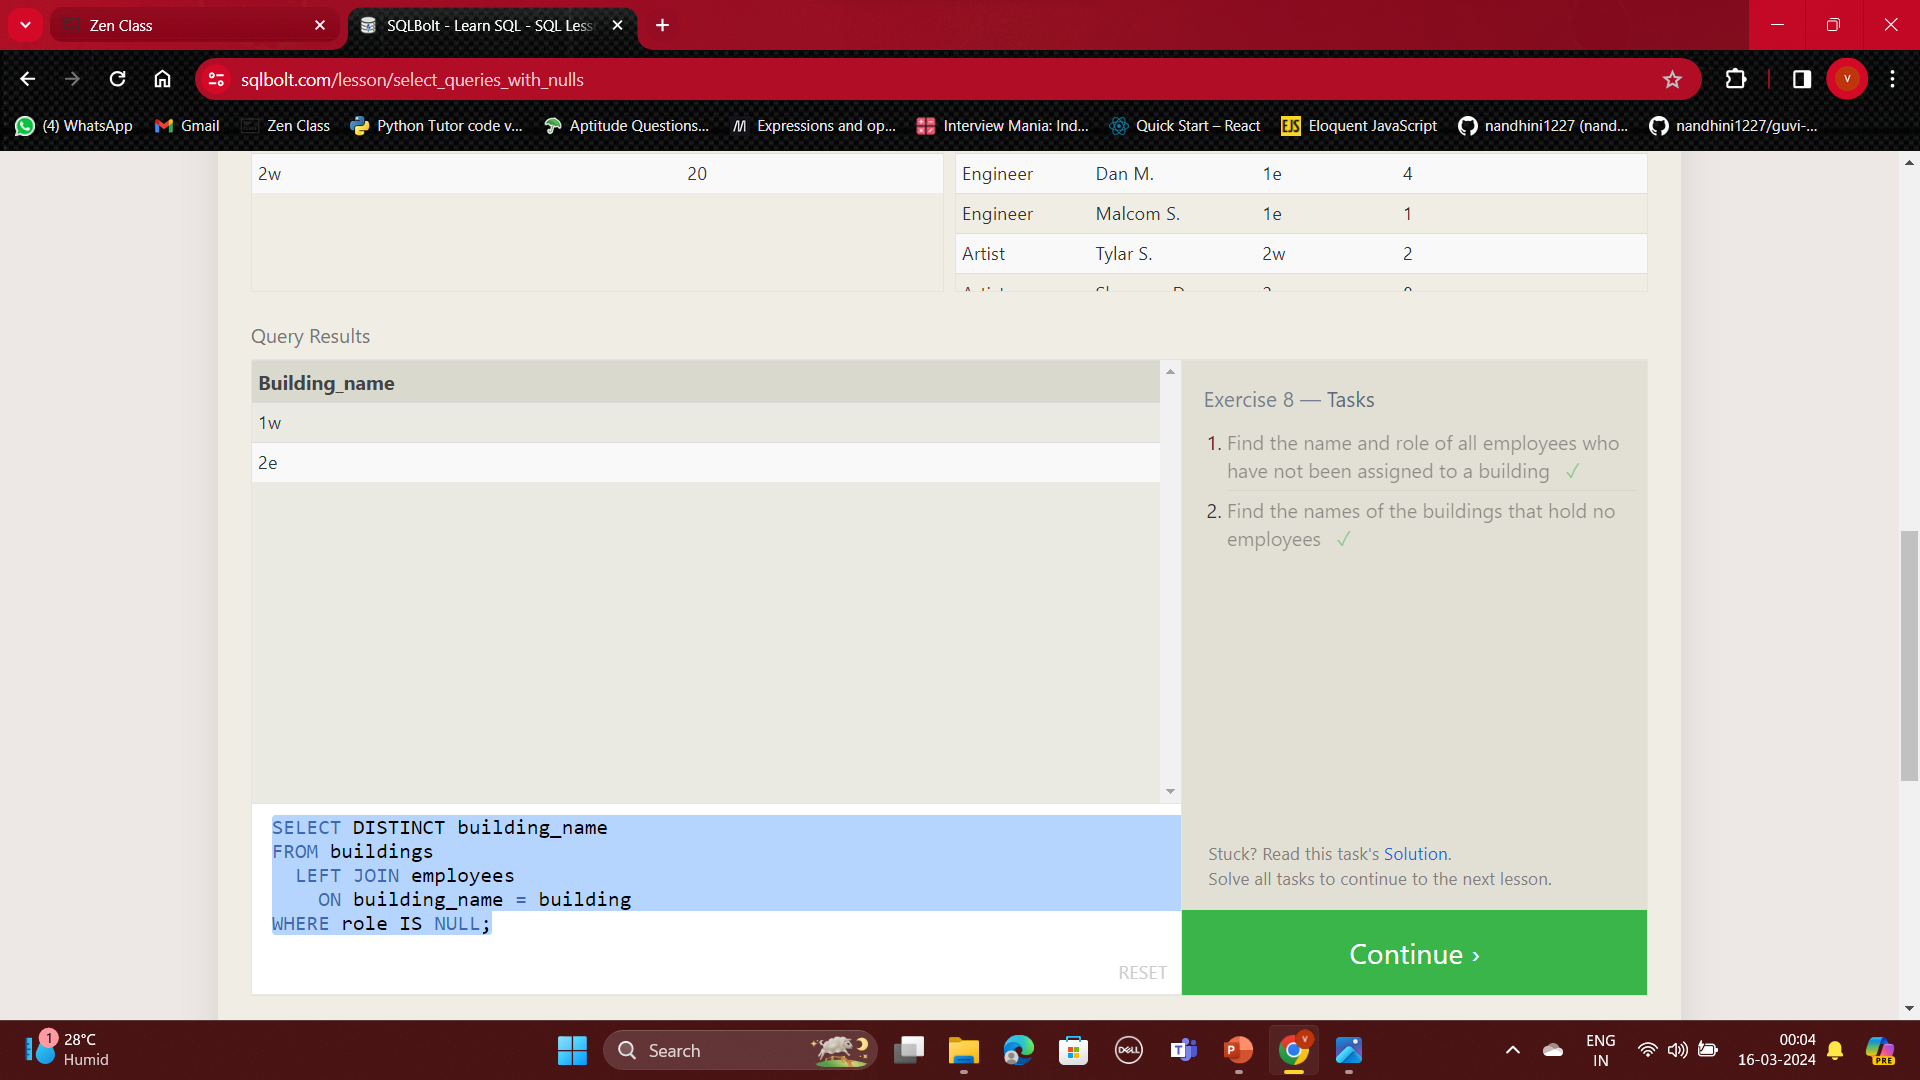 Zen Class
SQLBolt - Learn SQL - SQL Less
sqlbolt.com/lesson/select_queries_with_nulls
V
(4) WhatsApp
Gmail
Zen Class
Python Tutor code v...
Aptitude Questions...
Expressions and op...
Interview Mania: Ind...
Quick Start – React
EJS Eloquent JavaScript
nandhini1227 (nand...
nandhini1227/guvi-...
2w 20
Engineer Dan M. 1e 4
Engineer Malcom S. 1e 1
Artist Tylar S. 2w 2
Query Results
Building_name
1w
2e
Exercise 8 — Tasks
1. Find the name and role of all employees who
have not been assigned to a building ✓
2. Find the names of the buildings that hold no
employees ✓
SELECT DISTINCT building_name
FROM buildings
LEFT JOIN employees
ON building_name = building
WHERE role IS NULL;
RESET
Stuck? Read this task's Solution.
Solve all tasks to continue to the next lesson.
Continue ›
1
28°C
Humid
Search
DELL
ENG
IN
00:04
16-03-2024
PRE